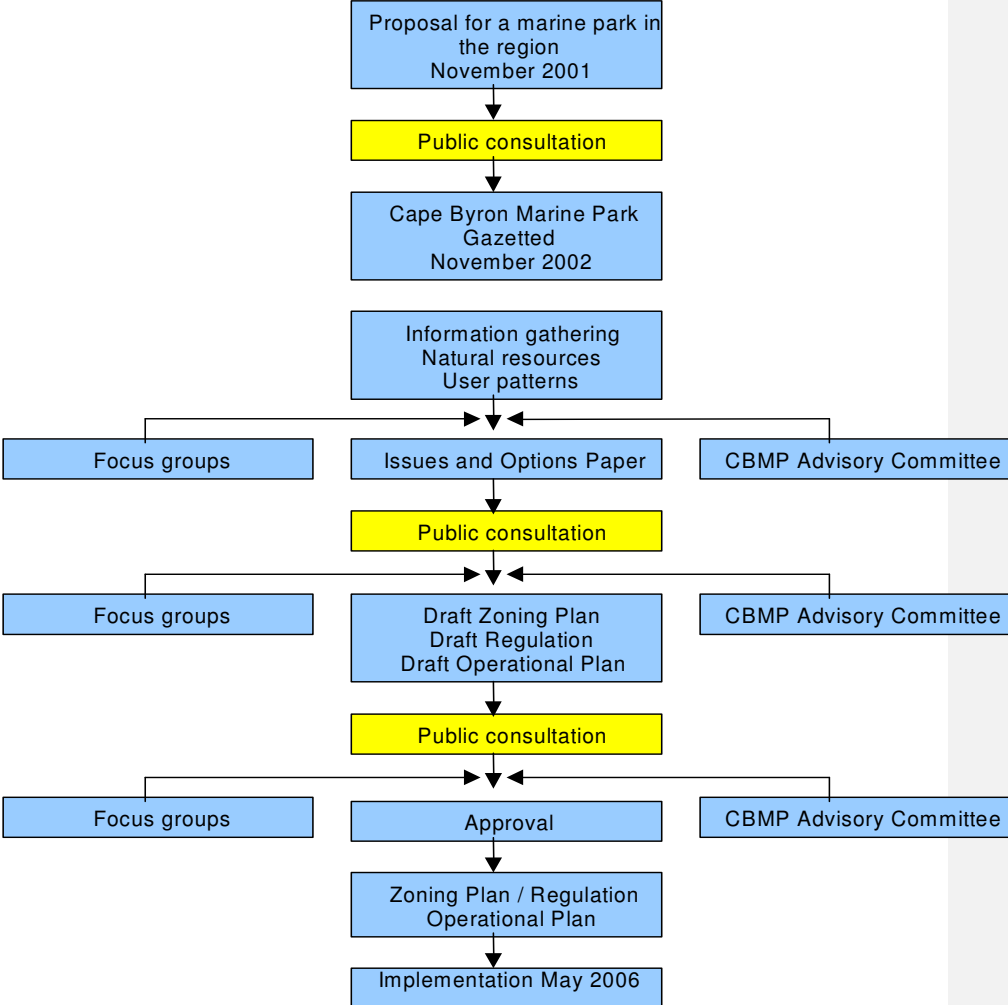 Proposal for a marine park in
the region
November 2001
Public consultation
Cape Byron Marine Park
Gazetted
November 2002
Information gathering
Natural resources
User patterns
Focus groups
Issues and Options Paper
CBMP Advisory Committee
Public consultation
Focus groups
Draft Zoning Plan
Draft Regulation
Draft Operational Plan
CBMP Advisory Committee
Public consultation
Focus groups
Approval
CBMP Advisory Committee
Zoning Plan / Regulation
Operational Plan
Implementation May 2006